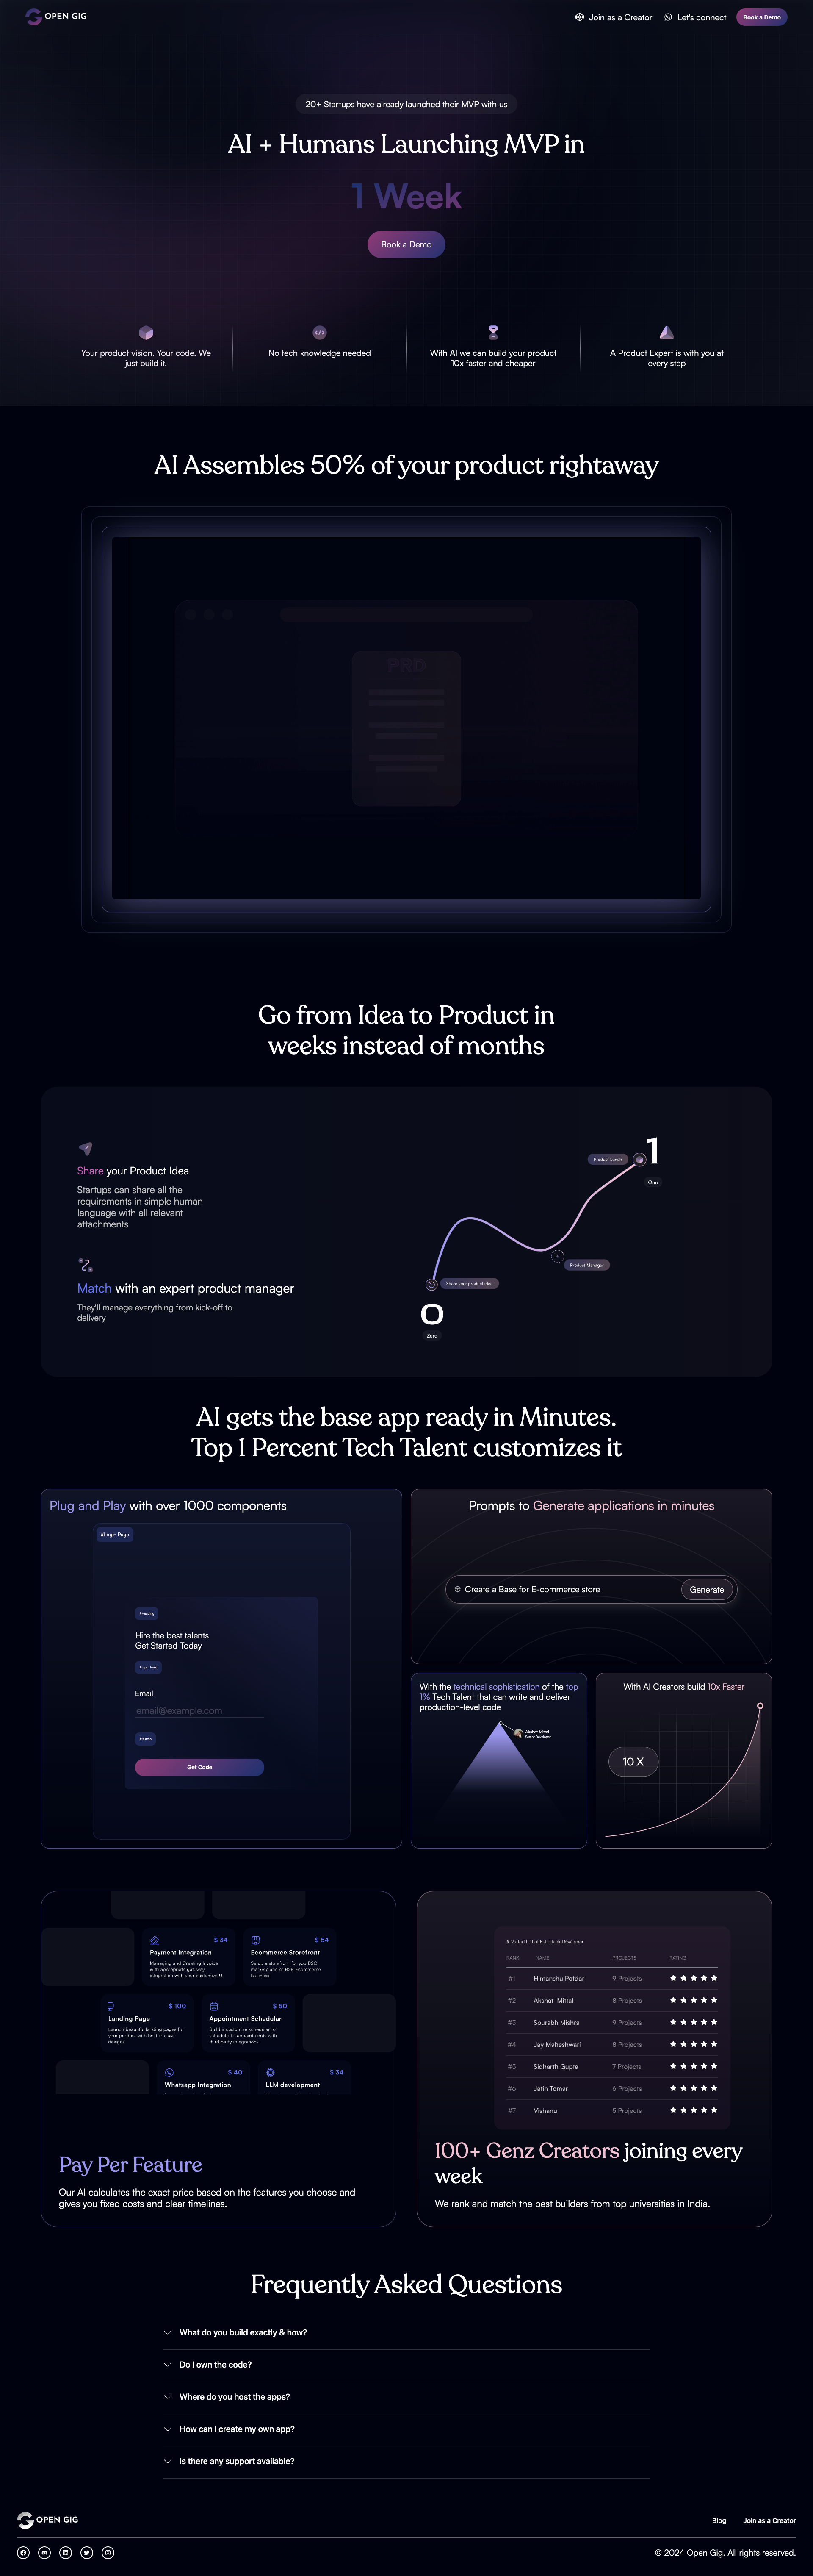 OPEN GIG
Join as a Creator
Let's connect
Book a Demo
20+ Startups have already launched their MVP with us
AI + Humans Launching MVP in
1 Week
Book a Demo
Your product vision. Your code. We
just build it.
No tech knowledge needed
With AI we can build your product
10x faster and cheaper
A Product Expert is with you at
every step
AI Assembles 50% of your product rightaway
PRD
Go from Idea to Product in
weeks instead of months
Share your Product Idea
Startups can share all the
requirements in simple human
language with all relevant
attachments
Match with an expert product manager
They'll manage everything from kick-off to
delivery
1
Product Lunch
One
Product Manager
Share your product idea
0
Zero
AI gets the base app ready in Minutes.
Top 1 Percent Tech Talent customizes it
Plug and Play with over 1000 components
#Login Page
#Heading
Hire the best talents
Get Started Today
#Input Field
Email
email@example.com
#Button
Get Code
Prompts to Generate applications in minutes
Create a Base for E-commerce store
Generate
With the technical sophistication of the top
1% Tech Talent that can write and deliver
production-level code
Akshar Mittal
Senior Developer
With AI Creators build 10x Faster
10 X
$ 34
Payment Integration
Managing and Creating Invoice
with appropriate gateway
integration with your customize UI
$ 54
Ecommerce Storefront
Setup a storefront for you B2C
marketplace or B2B Ecommerce
business
$ 100
Landing Page
Launch beautiful landing pages for
your product with best in class
designs
$ 50
Appointment Schedular
Build a customize scheduler to
schedule 1-1 appointments with
third party integrations
$ 40
Whatsapp Integration
$ 34
LLM development
Pay Per Feature
Our AI calculates the exact price based on the features you choose and
gives you fixed costs and clear timelines.
# Vetted List of Full-stack Developer
RANK NAME PROJECTS RATING
#1 Himanshu Potdar 9 Projects
#2 Akshat Mittal 8 Projects
#3 Sourabh Mishra 9 Projects
#4 Jay Maheshwari 8 Projects
#5 Sidharth Gupta 7 Projects
#6 Jatin Tomar 6 Projects
#7 Vishanu 5 Projects
100+ Genz Creators joining every
week
We rank and match the best builders from top universities in India.
Frequently Asked Questions
What do you build exactly & how?
Do I own the code?
Where do you host the apps?
How can I create my own app?
Is there any support available?
OPEN GIG
Blog
Join as a Creator
© 2024 Open Gig. All rights reserved.